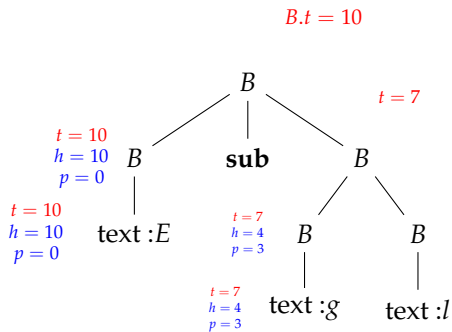 B.t = 10
B
t = 7
t = 10
h = 10
p = 0
B
sub
B
t = 10
h = 10
p = 0
text :E
t = 7
h = 4
p = 3
B
B
t = 7
h = 4
p = 3
text :g
text :l